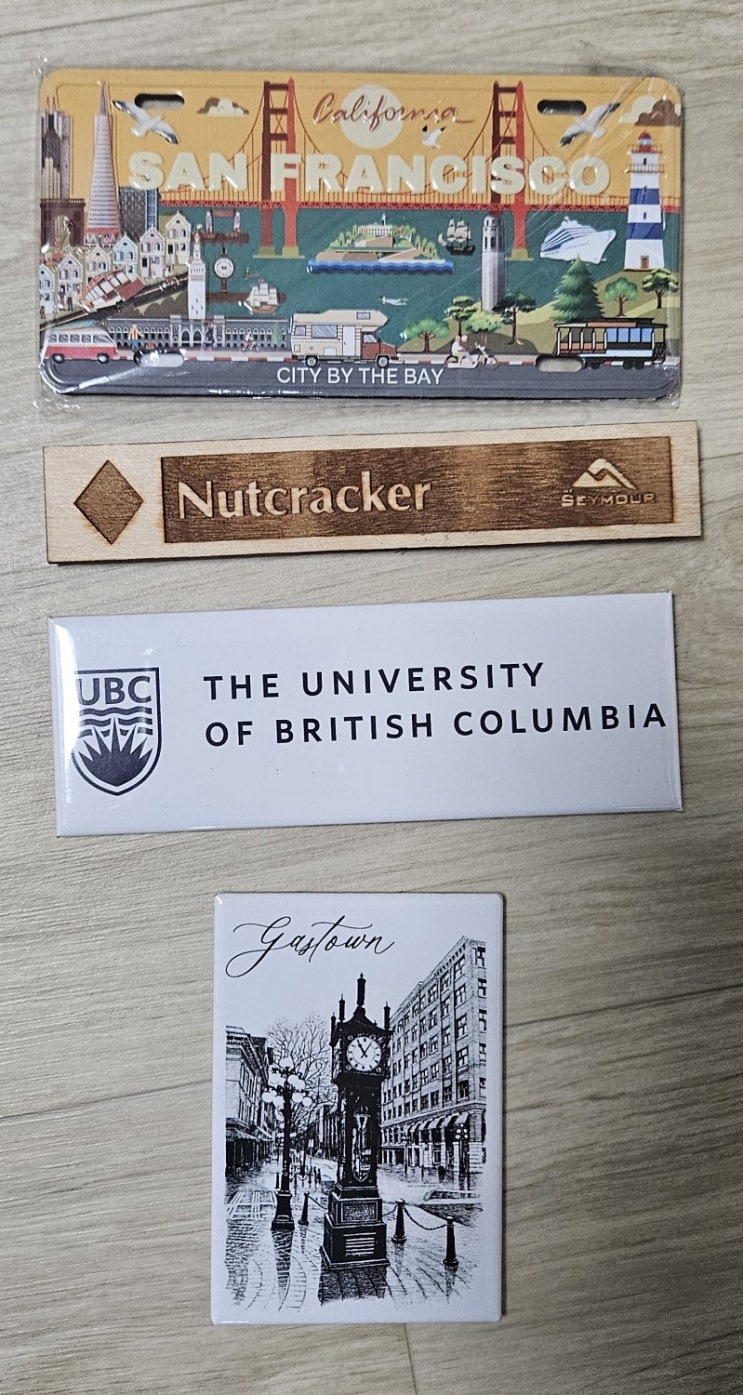 California
SAN FRANCISCO
CITY BY THE BAY
Nutcracker
SEYMOUR
UBC
THE UNIVERSITY
OF BRITISH COLUMBIA
Gastown